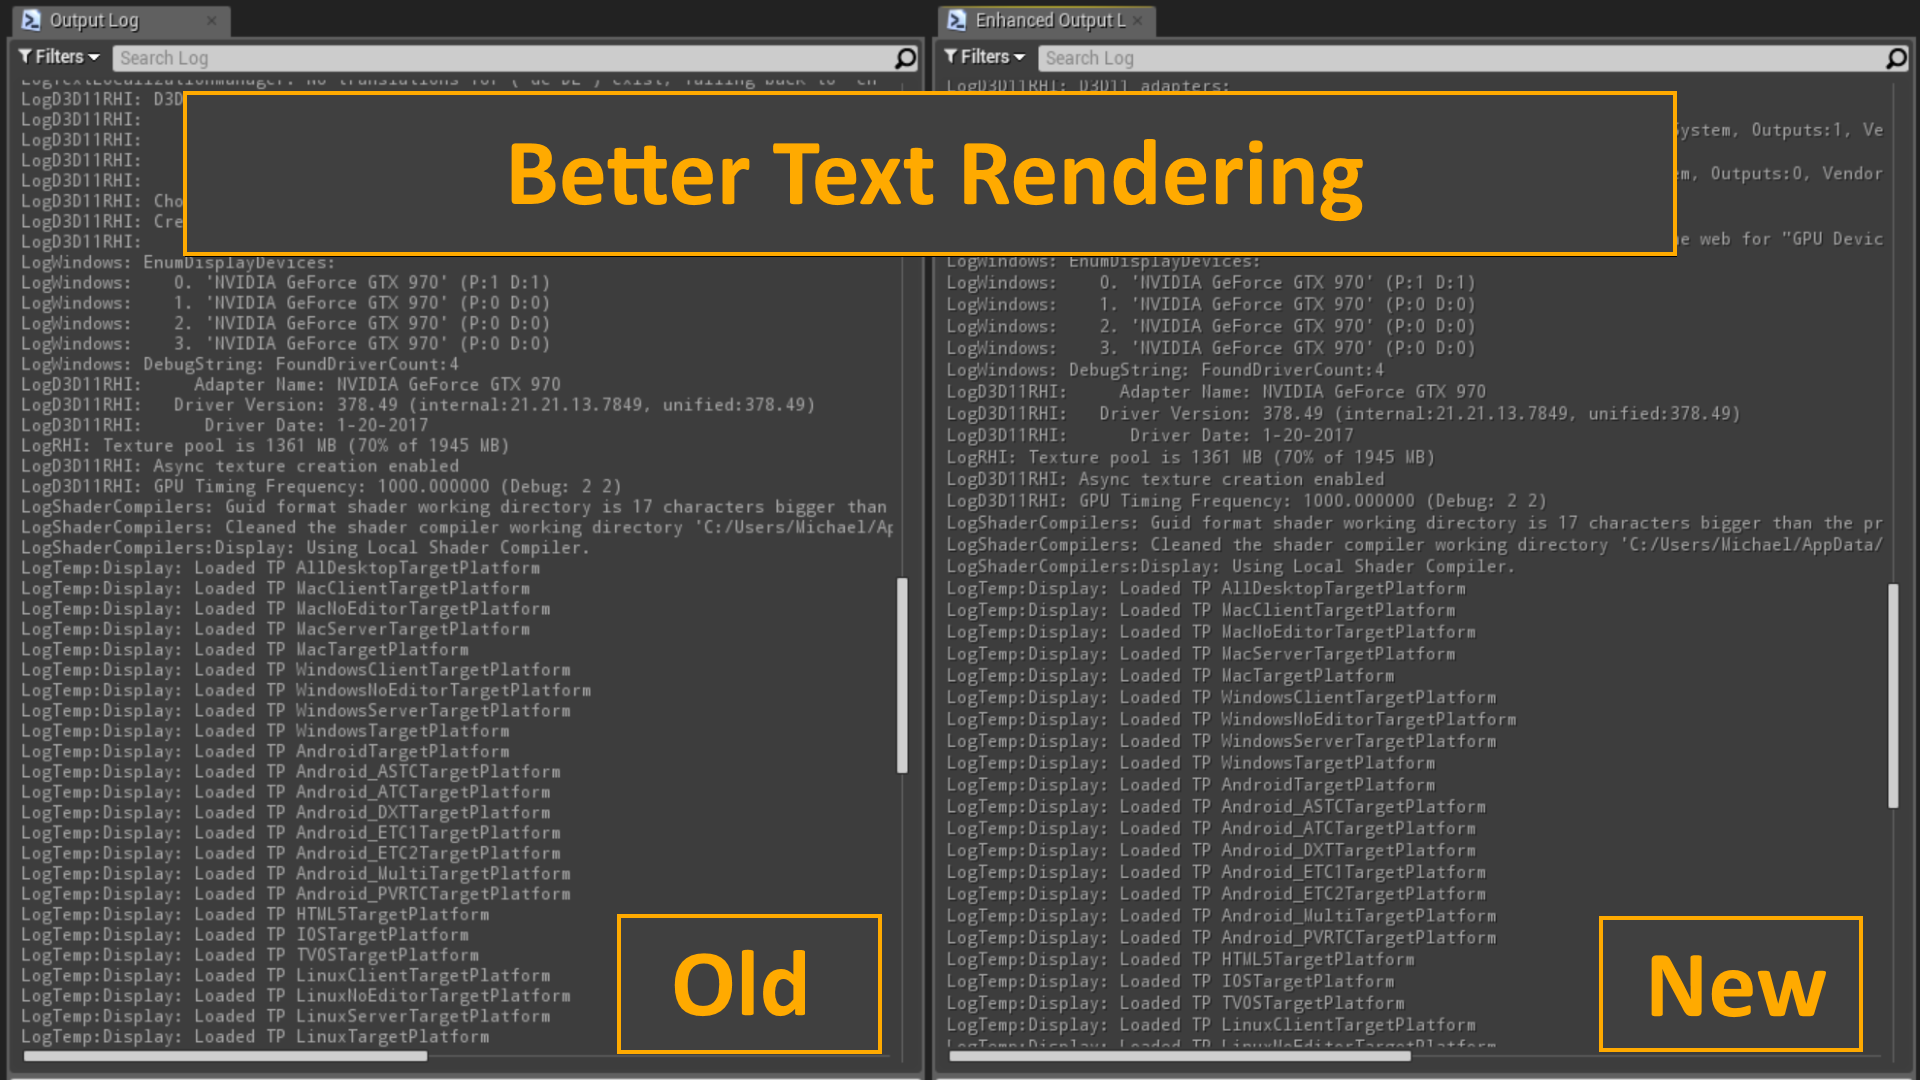 Output Log
Filters
Search Log
LogTextLocalizationManager: No translations for ('de-DE') exist, falling back to 'en'
LogD3D11RHI: D3D
LogD3D11RHI:
LogD3D11RHI:
LogD3D11RHI:
LogD3D11RHI:
LogD3D11RHI: Cho
LogD3D11RHI: Cre
LogD3D11RHI:
LogWindows: EnumDisplayDevices:
LogWindows:    0. 'NVIDIA GeForce GTX 970' (P:1 D:1)
LogWindows:    1. 'NVIDIA GeForce GTX 970' (P:0 D:0)
LogWindows:    2. 'NVIDIA GeForce GTX 970' (P:0 D:0)
LogWindows:    3. 'NVIDIA GeForce GTX 970' (P:0 D:0)
LogWindows: DebugString: FoundDriverCount:4
LogD3D11RHI:     Adapter Name: NVIDIA GeForce GTX 970
LogD3D11RHI:   Driver Version: 378.49 (internal:21.21.13.7849, unified:378.49)
LogD3D11RHI:      Driver Date: 1-20-2017
LogRHI: Texture pool is 1361 MB (70% of 1945 MB)
LogD3D11RHI: Async texture creation enabled
LogD3D11RHI: GPU Timing Frequency: 1000.000000 (Debug: 2 2)
LogShaderCompilers: Guid format shader working directory is 17 characters bigger than
LogShaderCompilers: Cleaned the shader compiler working directory 'C:/Users/Michael/Ap
LogShaderCompilers:Display: Using Local Shader Compiler.
LogTemp:Display: Loaded TP AllDesktopTargetPlatform
LogTemp:Display: Loaded TP MacClientTargetPlatform
LogTemp:Display: Loaded TP MacNoEditorTargetPlatform
LogTemp:Display: Loaded TP MacServerTargetPlatform
LogTemp:Display: Loaded TP MacTargetPlatform
LogTemp:Display: Loaded TP WindowsClientTargetPlatform
LogTemp:Display: Loaded TP WindowsNoEditorTargetPlatform
LogTemp:Display: Loaded TP WindowsServerTargetPlatform
LogTemp:Display: Loaded TP WindowsTargetPlatform
LogTemp:Display: Loaded TP AndroidTargetPlatform
LogTemp:Display: Loaded TP Android_ASTCTargetPlatform
LogTemp:Display: Loaded TP Android_ATCTargetPlatform
LogTemp:Display: Loaded TP Android_DXTTargetPlatform
LogTemp:Display: Loaded TP Android_ETC1TargetPlatform
LogTemp:Display: Loaded TP Android_ETC2TargetPlatform
LogTemp:Display: Loaded TP Android_MultiTargetPlatform
LogTemp:Display: Loaded TP Android_PVRTCTargetPlatform
LogTemp:Display: Loaded TP HTML5TargetPlatform
LogTemp:Display: Loaded TP IOSTargetPlatform
LogTemp:Display: Loaded TP TVOSTargetPlatform
LogTemp:Display: Loaded TP LinuxClientTargetPlatform
LogTemp:Display: Loaded TP LinuxNoEditorTargetPlatform
LogTemp:Display: Loaded TP LinuxServerTargetPlatform
LogTemp:Display: Loaded TP LinuxTargetPlatform
Better Text Rendering
Old
Enhanced Output L
Filters
Search Log
LogD3D11RHI: D3D11 adapters:
ystem, Outputs:1, Ve
m, Outputs:0, Vendor
e web for "GPU Devic
LogWindows: EnumDisplayDevices:
LogWindows:    0. 'NVIDIA GeForce GTX 970' (P:1 D:1)
LogWindows:    1. 'NVIDIA GeForce GTX 970' (P:0 D:0)
LogWindows:    2. 'NVIDIA GeForce GTX 970' (P:0 D:0)
LogWindows:    3. 'NVIDIA GeForce GTX 970' (P:0 D:0)
LogWindows: DebugString: FoundDriverCount:4
LogD3D11RHI:     Adapter Name: NVIDIA GeForce GTX 970
LogD3D11RHI:   Driver Version: 378.49 (internal:21.21.13.7849, unified:378.49)
LogD3D11RHI:      Driver Date: 1-20-2017
LogRHI: Texture pool is 1361 MB (70% of 1945 MB)
LogD3D11RHI: Async texture creation enabled
LogD3D11RHI: GPU Timing Frequency: 1000.000000 (Debug: 2 2)
LogShaderCompilers: Guid format shader working directory is 17 characters bigger than the pr
LogShaderCompilers: Cleaned the shader compiler working directory 'C:/Users/Michael/AppData/
LogShaderCompilers:Display: Using Local Shader Compiler.
LogTemp:Display: Loaded TP AllDesktopTargetPlatform
LogTemp:Display: Loaded TP MacClientTargetPlatform
LogTemp:Display: Loaded TP MacNoEditorTargetPlatform
LogTemp:Display: Loaded TP MacServerTargetPlatform
LogTemp:Display: Loaded TP MacTargetPlatform
LogTemp:Display: Loaded TP WindowsClientTargetPlatform
LogTemp:Display: Loaded TP WindowsNoEditorTargetPlatform
LogTemp:Display: Loaded TP WindowsServerTargetPlatform
LogTemp:Display: Loaded TP WindowsTargetPlatform
LogTemp:Display: Loaded TP AndroidTargetPlatform
LogTemp:Display: Loaded TP Android_ASTCTargetPlatform
LogTemp:Display: Loaded TP Android_ATCTargetPlatform
LogTemp:Display: Loaded TP Android_DXTTargetPlatform
LogTemp:Display: Loaded TP Android_ETC1TargetPlatform
LogTemp:Display: Loaded TP Android_ETC2TargetPlatform
LogTemp:Display: Loaded TP Android_MultiTargetPlatform
LogTemp:Display: Loaded TP Android_PVRTCTargetPlatform
LogTemp:Display: Loaded TP HTML5TargetPlatform
LogTemp:Display: Loaded TP IOSTargetPlatform
LogTemp:Display: Loaded TP TVOSTargetPlatform
LogTemp:Display: Loaded TP LinuxClientTargetPlatform
LogTemp:Display: Loaded TP LinuxNoEditorTargetPlatform
New